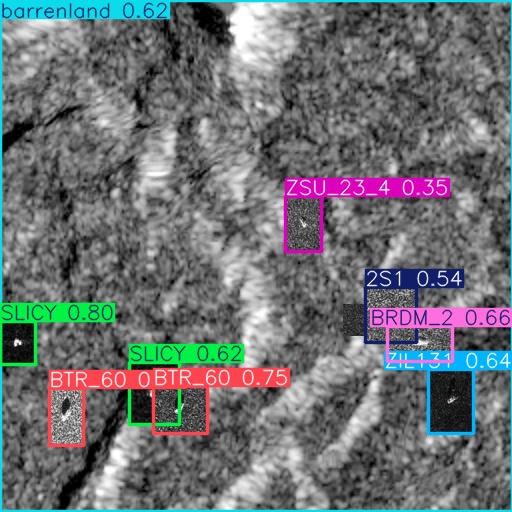 barrenland 0.62
ZSU_23_4 0.35
2S1 0.54
SLICY 0.80
BRDM_2 0.66
SLICY 0.62
ZIL131 0.64
BTR_60 0
BTR_60 0.75